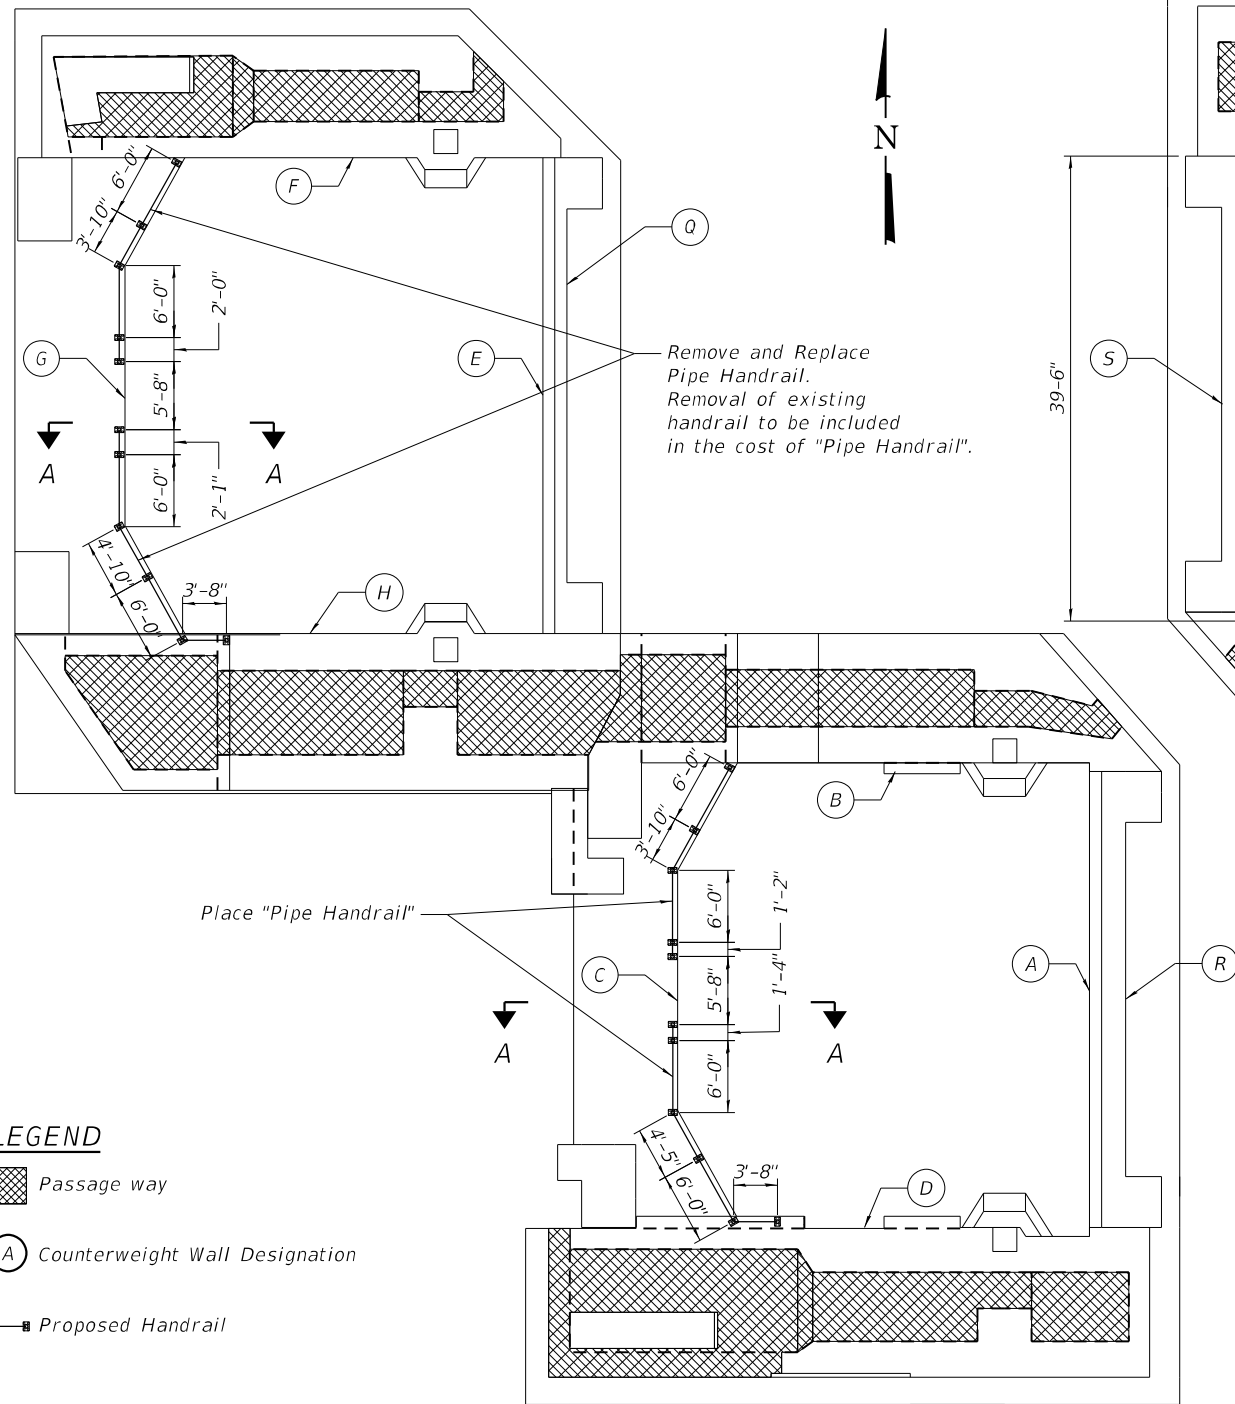 N
6'-0"
3'-10"
F
Q
6'-0"
2'-0"
G
E
5'-8"
Remove and Replace
Pipe Handrail.
Removal of existing
handrail to be included
in the cost of "Pipe Handrail".
39'-6"
S
A
A
6'-0"
2'-1"
4'-10"
6'-0"
3'-8"
H
6'-0"
3'-10"
B
Place "Pipe Handrail"
6'-0"
1'-2"
C
5'-8"
1'-4"
A
R
A
A
6'-0"
4'-5"
6'-0"
3'-8"
D
LEGEND
Passage way
A Counterweight Wall Designation
Proposed Handrail